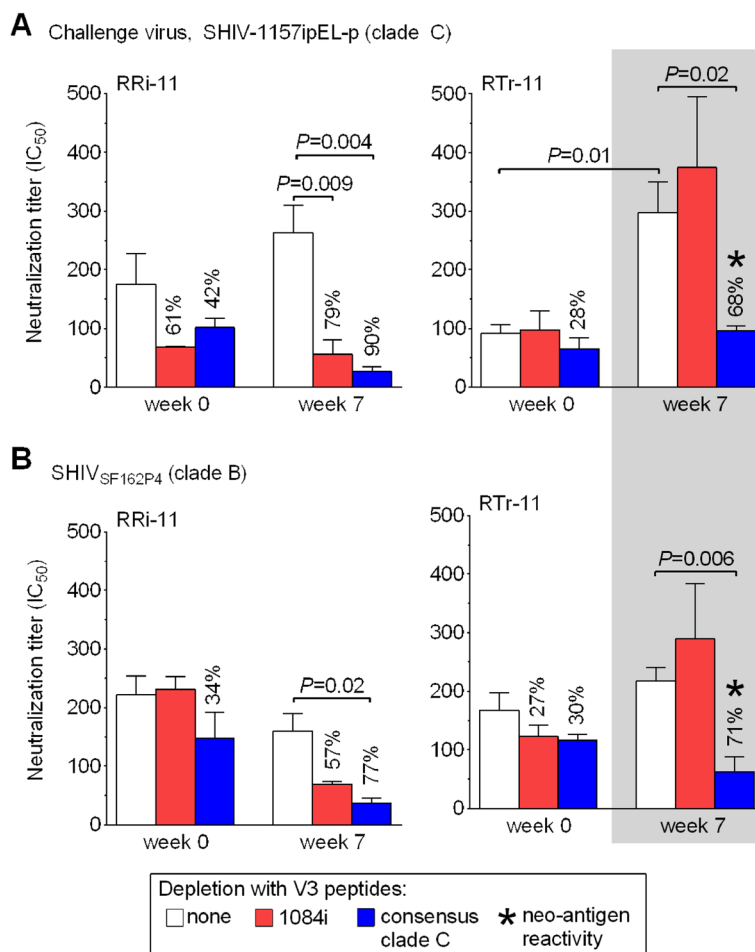 A Challenge virus, SHIV-1157ipEL-p (clade C)
RRi-11
RTr-11
Neutralization titer (IC50)
500
400
300
200
100
0
P=0.004
P=0.009
61%
42%
79%
90%
week 0
week 7
500
400
300
200
100
0
P=0.02
P=0.01
28%
68%
*
week 0
week 7
B
SHIVSF162P4 (clade B)
RRi-11
RTr-11
Neutralization titer (IC50)
500
400
300
200
100
0
P=0.02
34%
57%
77%
week 0
week 7
500
400
300
200
100
0
P=0.006
27%
30%
71%
*
week 0
week 7
Depletion with V3 peptides:
none 1084i consensus clade C * neo-antigen reactivity